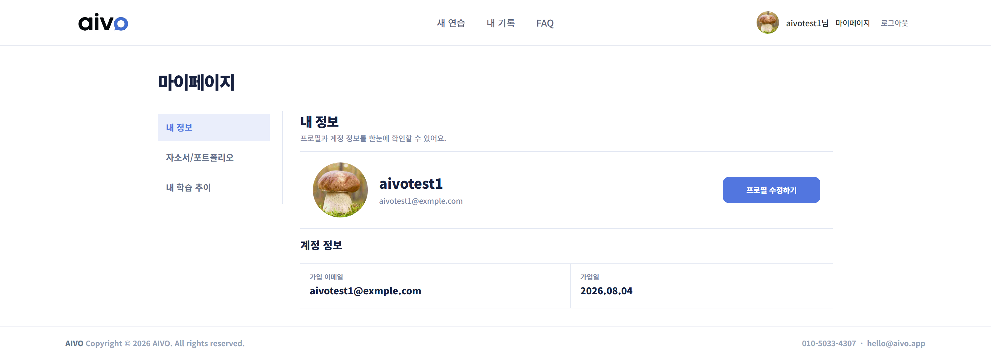 aivo
새 연습 내 기록 FAQ
aivotest1님 마이페이지 로그아웃
마이페이지
내 정보
자소서/포트폴리오
내 학습 추이
내 정보
프로필과 계정 정보를 한눈에 확인할 수 있어요.
aivotest1
aivotest1@exmple.com
프로필 수정하기
계정 정보
가입 이메일
aivotest1@exmple.com
가입일
2026.08.04
AIVO Copyright © 2026 AIVO. All rights reserved.
010-5033-4307 · hello@aivo.app